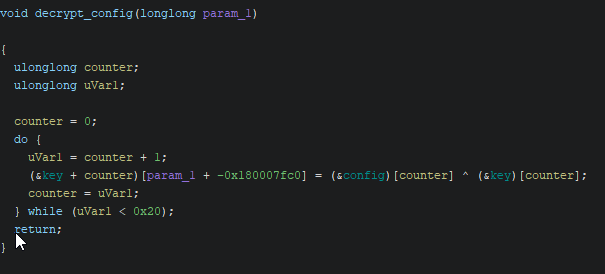 void decrypt_config(longlong param_1)
{
ulonglong counter;
ulonglong uVar1;
counter = 0;
do {
uVar1 = counter + 1;
(&key + counter)[param_1 + -0x180007fc0] = (&config)[counter] ^ (&key)[counter];
counter = uVar1;
} while (uVar1 < 0x20);
return;
}